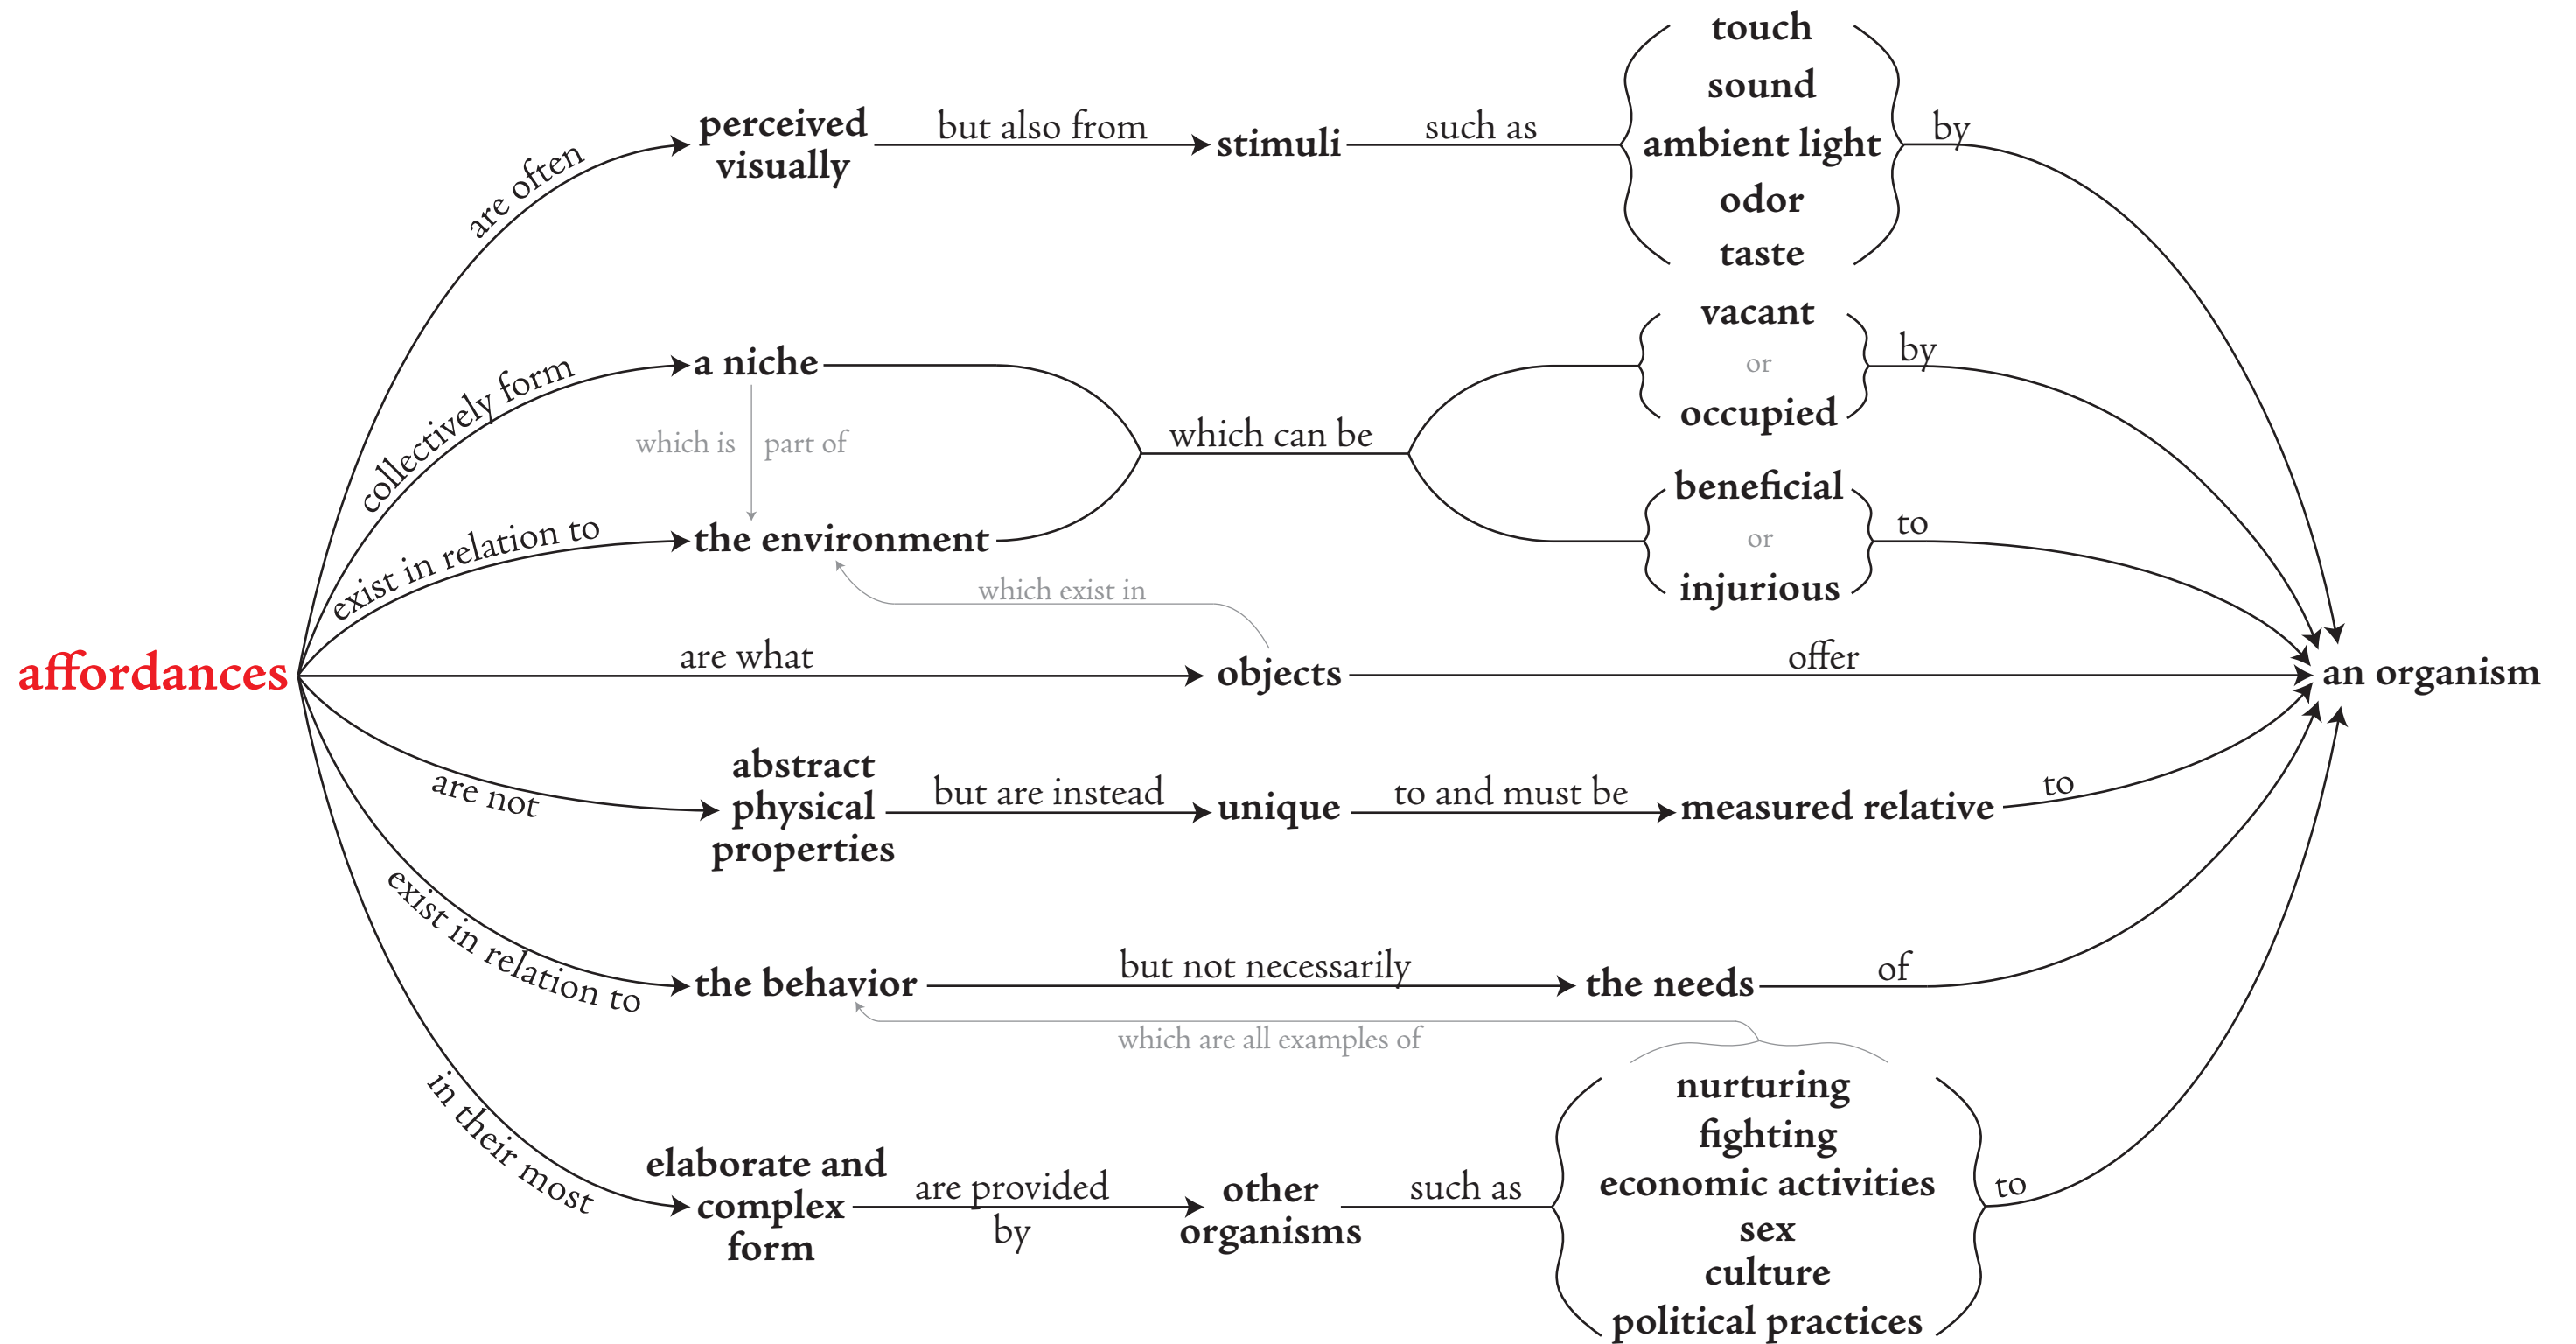 affordances
are often
perceived
visually
but also from
stimuli
such as
touch
sound
ambient light
odor
taste
by
collectively form
a niche
which is part of
exist in relation to
the environment
which can be
vacant
or
occupied
by
beneficial
or
injurious
to
which exist in
are what
objects
offer
an organism
are not
abstract
physical
properties
but are instead
unique
to and must be
measured relative
to
exist in relation to
the behavior
but not necessarily
the needs
of
which are all examples of
in their most
elaborate and
complex
form
are provided
by
other
organisms
such as
nurturing
fighting
economic activities
sex
culture
political practices
to